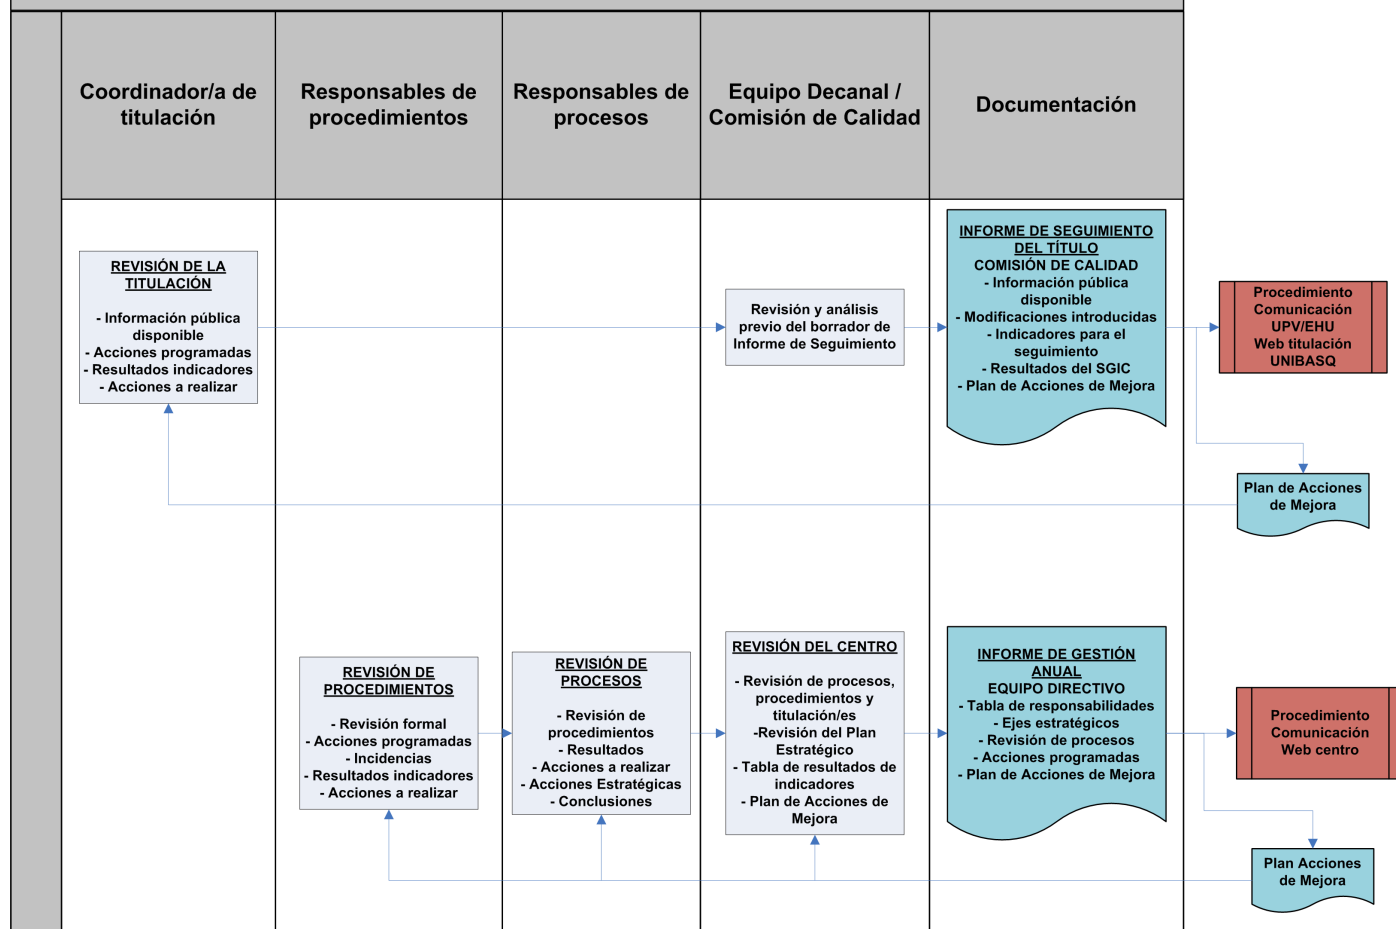 Coordinador/a de
titulación
Responsables de
procedimientos
Responsables de
procesos
Equipo Decanal /
Comisión de Calidad
Documentación
REVISIÓN DE LA
TITULACIÓN
- Información pública
disponible
- Acciones programadas
- Resultados indicadores
- Acciones a realizar
Revisión y análisis
previo del borrador de
Informe de Seguimiento
INFORME DE SEGUIMIENTO
DEL TÍTULO
COMISIÓN DE CALIDAD
- Información pública
disponible
- Modificaciones introducidas
- Indicadores para el
seguimiento
- Resultados del SGIC
- Plan de Acciones de Mejora
Procedimiento
Comunicación
UPV/EHU
Web titulación
UNIBASQ
Plan de Acciones
de Mejora
REVISIÓN DE
PROCEDIMIENTOS
- Revisión formal
- Acciones programadas
- Incidencias
- Resultados indicadores
- Acciones a realizar
REVISIÓN DE
PROCESOS
- Revisión de
procedimientos
- Resultados
- Acciones a realizar
- Acciones Estratégicas
- Conclusiones
REVISIÓN DEL CENTRO
- Revisión de procesos,
procedimientos y
titulación/es
-Revisión del Plan
Estratégico
- Tabla de resultados de
indicadores
- Plan de Acciones de
Mejora
INFORME DE GESTIÓN
ANUAL
EQUIPO DIRECTIVO
- Tabla de responsabilidades
- Ejes estratégicos
- Revisión de procesos
- Acciones programadas
- Plan de Acciones de Mejora
Procedimiento
Comunicación
Web centro
Plan Acciones
de Mejora